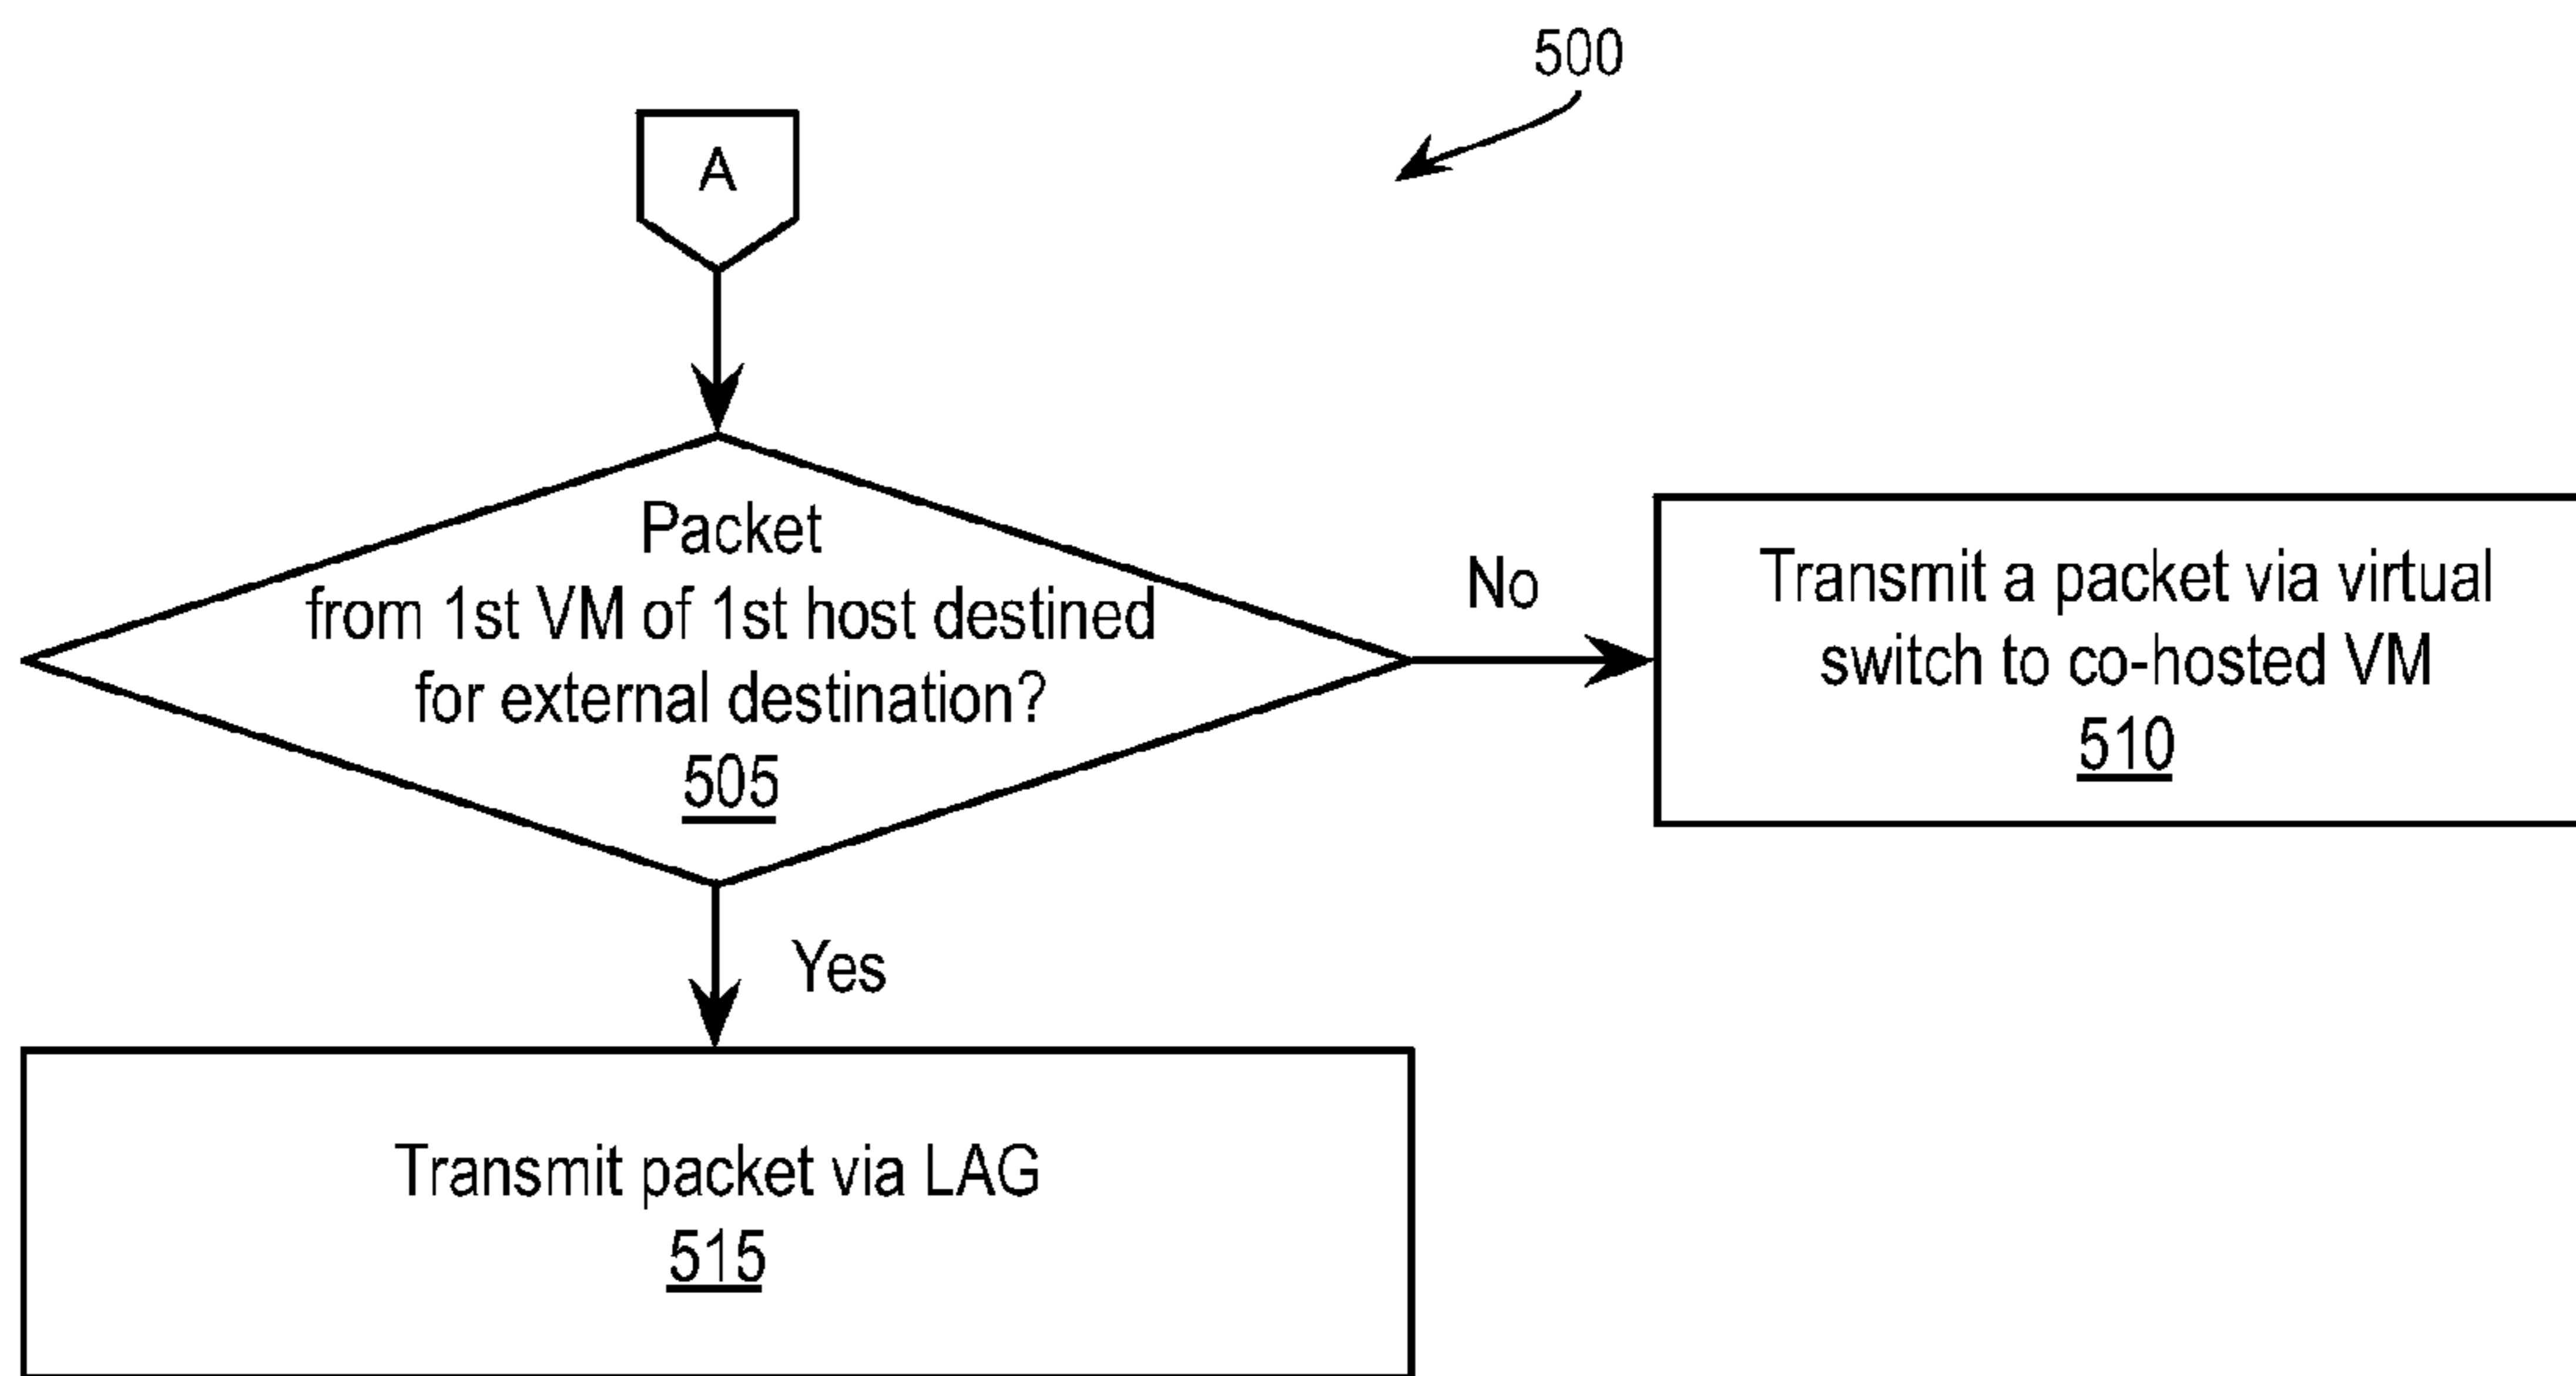 500
A
Packet
from 1st VM of 1st host destined
for external destination?
505
No
Transmit a packet via virtual
switch to co-hosted VM
510
Yes
Transmit packet via LAG
515